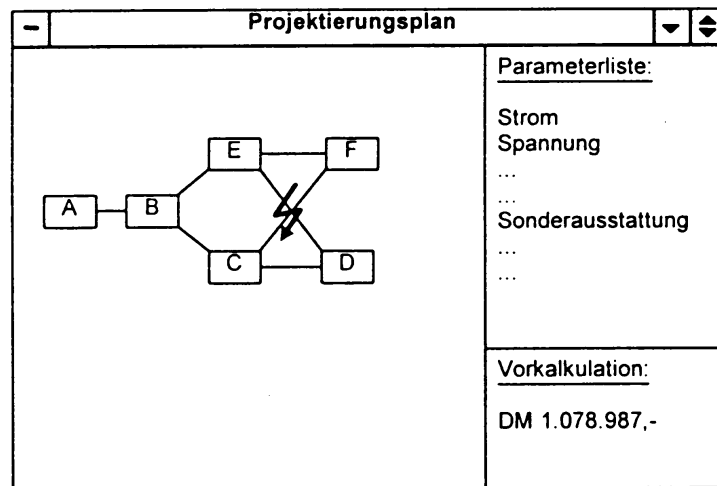 Projektierungsplan
E F
A B
C D
Parameterliste:
Strom
Spannung
...
...
Sonderausstattung
...
...
Vorkalkulation:
DM 1.078.987,-